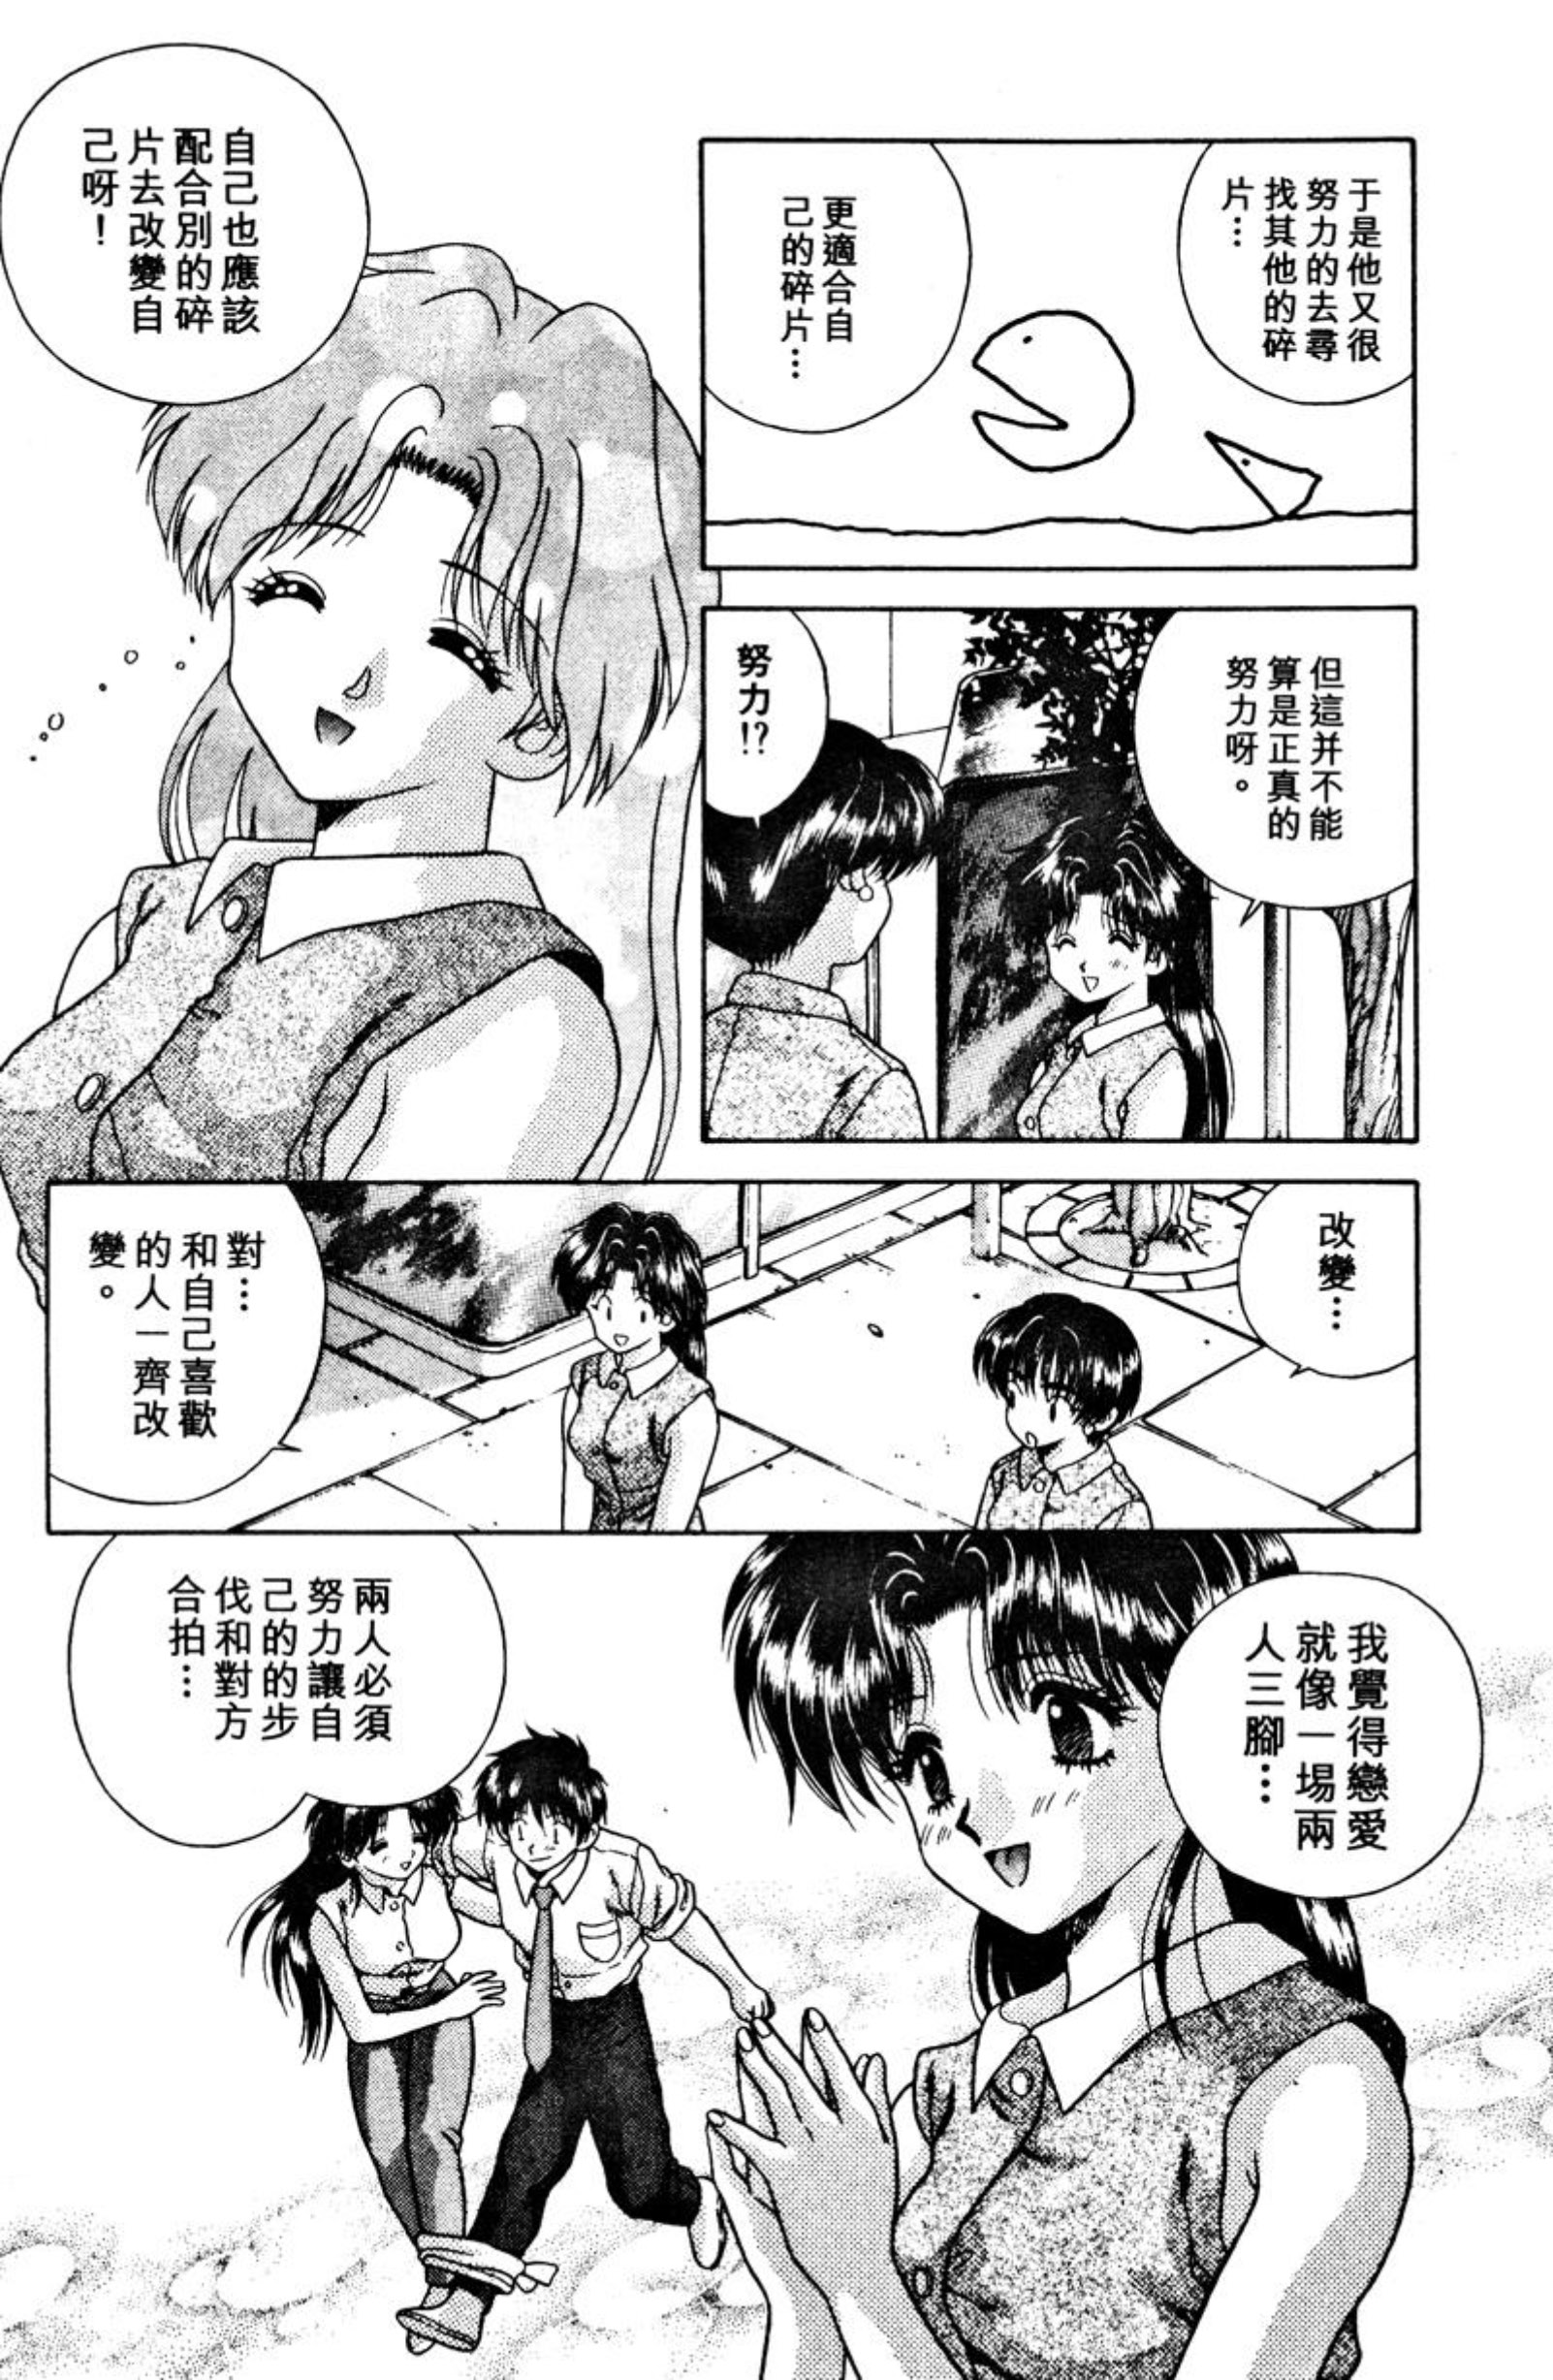 于是他又很
努力的去尋
找其他的碎
片⋯
更適合自
己的碎片⋯
但這并不能
算是正真的
努力呀。
努力!?
自己也應該
配合別的碎
片去改變自
己呀！
改變⋯
對⋯
和自己喜歡
的人一齊改
變。
我覺得戀愛
就像一場兩
人三腳⋯
兩人必須
努力讓自
己的的步
伐和對方
合拍⋯